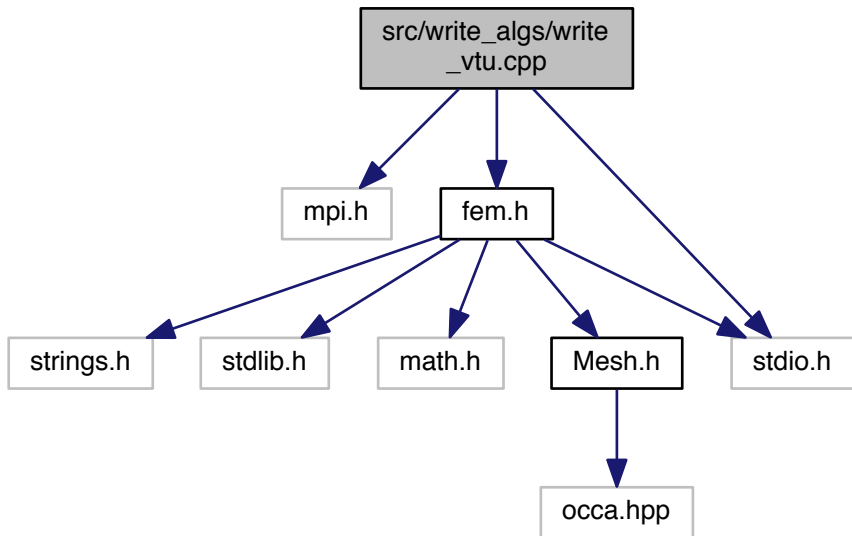 src/write_algs/write
_vtu.cpp
mpi.h
fem.h
strings.h
stdlib.h
math.h
Mesh.h
stdio.h
occa.hpp